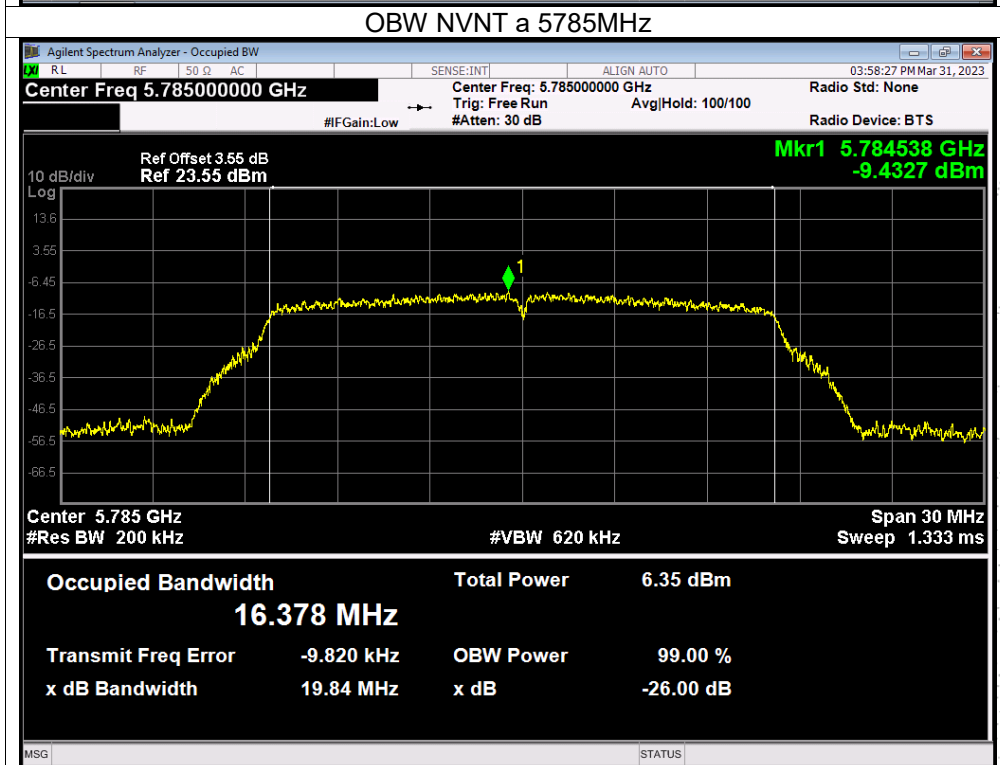 OBW NVNT a 5785MHz
Agilent Spectrum Analyzer - Occupied BW
LXI RL RF 50 Ω AC SENSE:INT ALIGN AUTO 03:58:27 PM Mar 31, 2023
Center Freq 5.785000000 GHz Center Freq: 5.785000000 GHz Radio Std: None
Trig: Free Run Avg|Hold: 100/100
#IFGain:Low #Atten: 30 dB Radio Device: BTS
Mkr1 5.784538 GHz
-9.4327 dBm
Ref Offset 3.55 dB
10 dB/div Ref 23.55 dBm
Log
13.6
3.55
1
-6.45
-16.5
-26.5
-36.5
-46.5
-56.5
-66.5
Center 5.785 GHz Span 30 MHz
#Res BW 200 kHz #VBW 620 kHz Sweep 1.333 ms
Occupied Bandwidth Total Power 6.35 dBm
16.378 MHz
Transmit Freq Error -9.820 kHz OBW Power 99.00 %
x dB Bandwidth 19.84 MHz x dB -26.00 dB
MSG STATUS